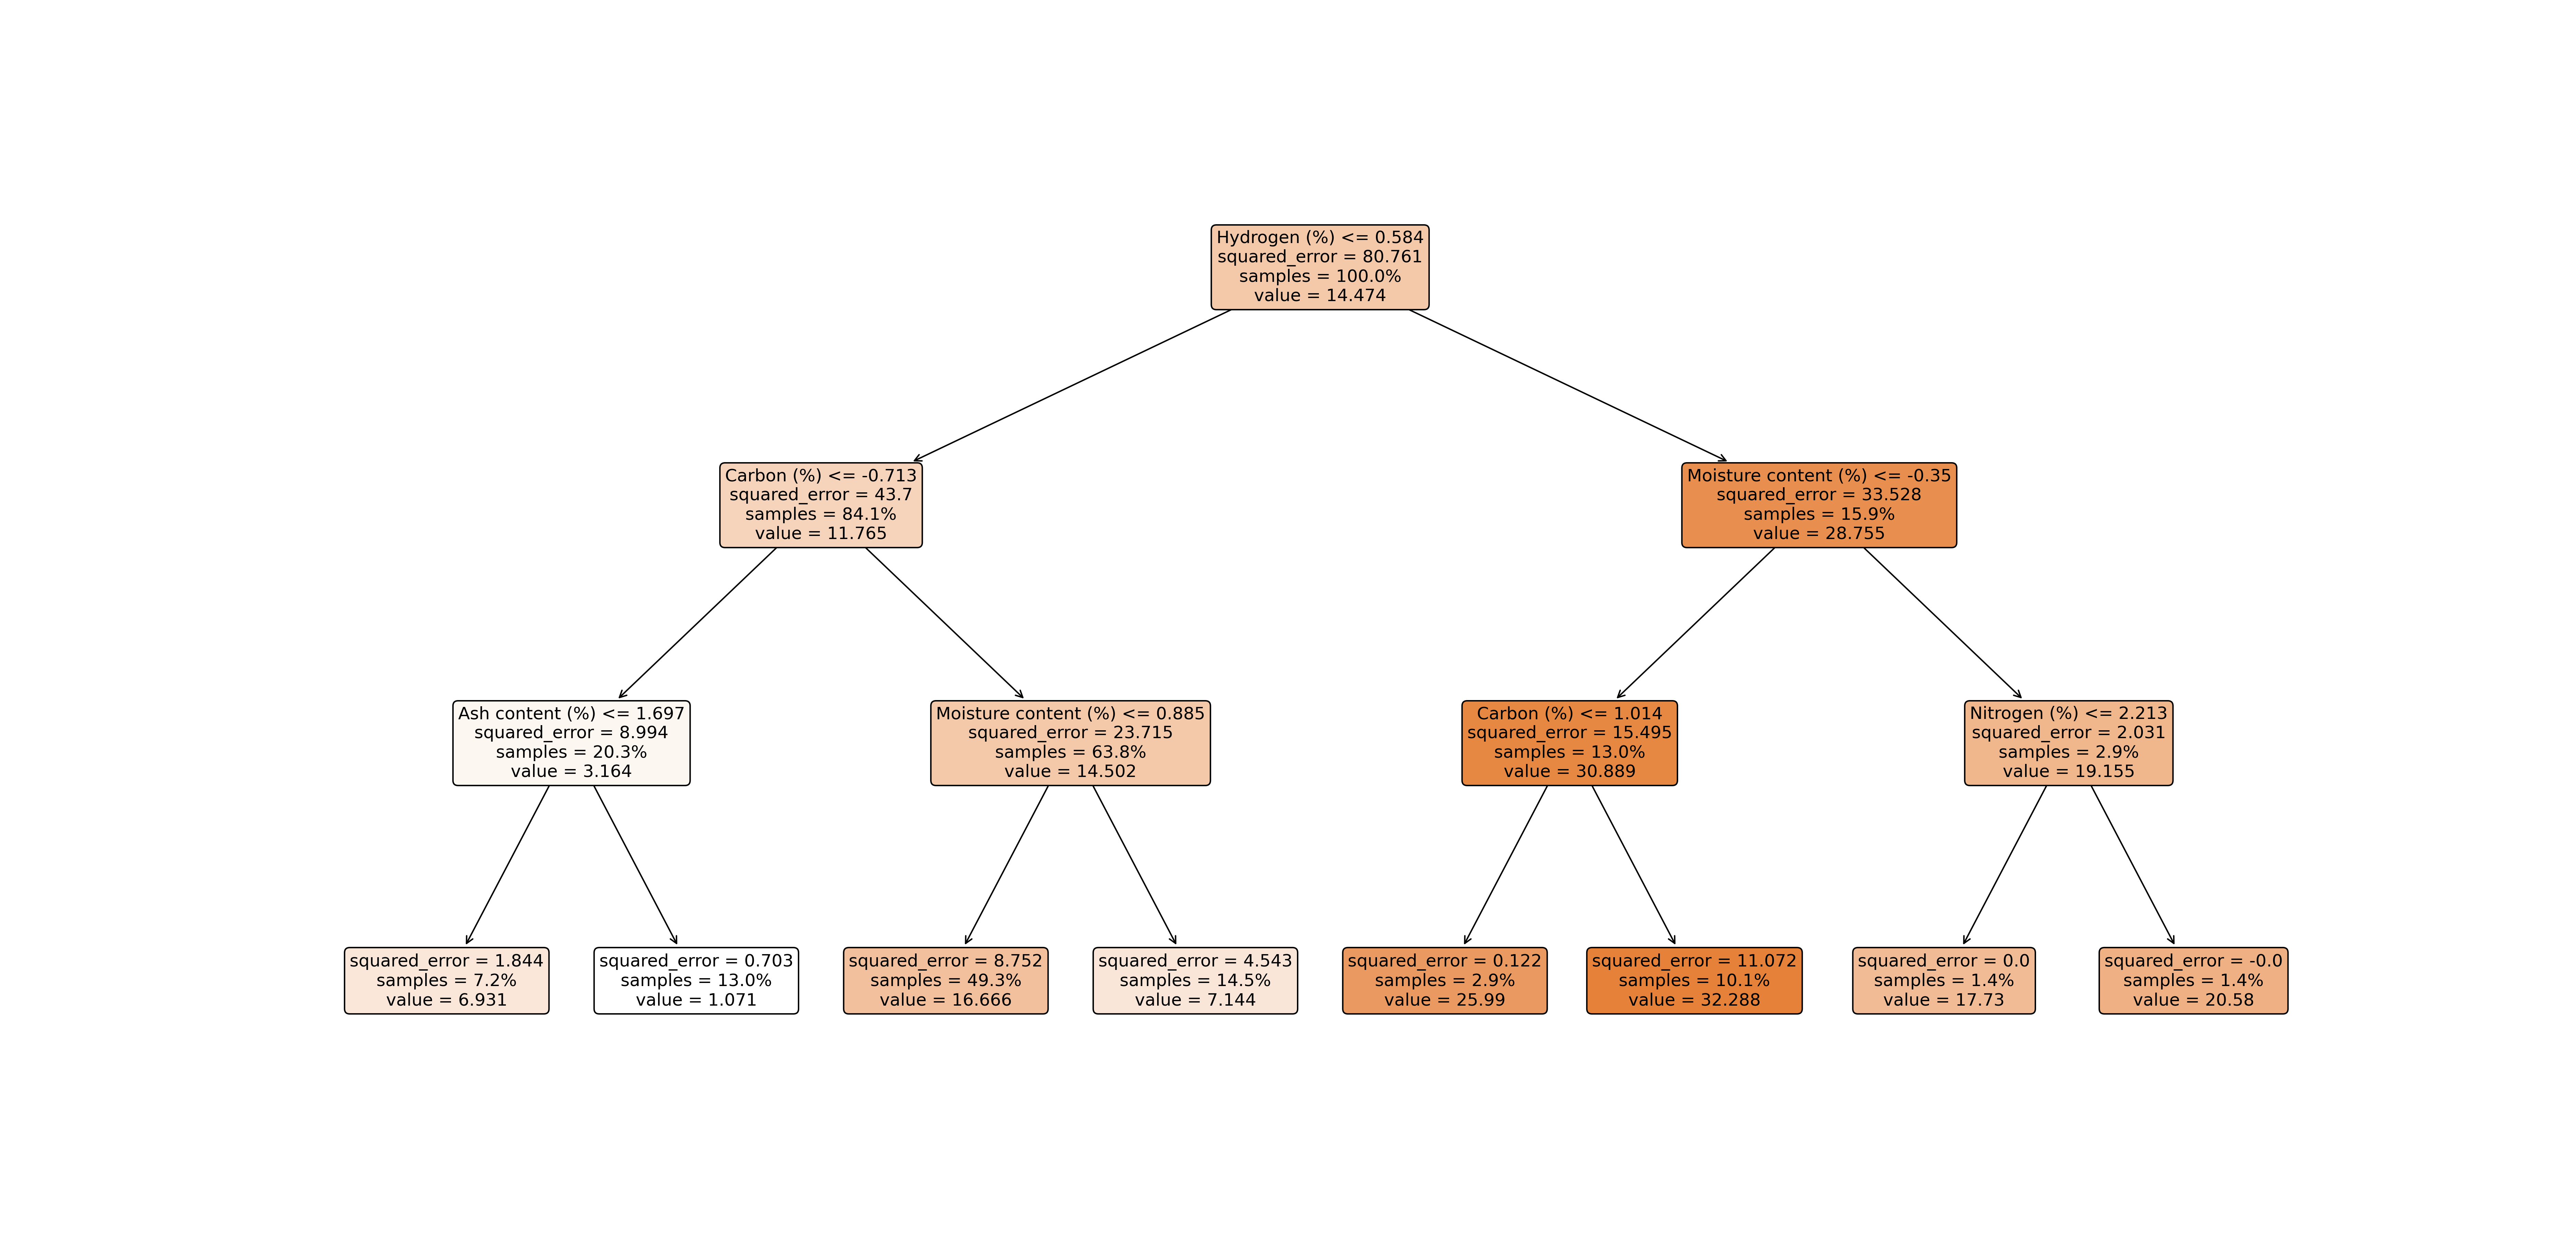 Hydrogen (%) <= 0.584
squared_error = 80.761
samples = 100.0%
value = 14.474
Carbon (%) <= -0.713
squared_error = 43.7
samples = 84.1%
value = 11.765
Moisture content (%) <= -0.35
squared_error = 33.528
samples = 15.9%
value = 28.755
Ash content (%) <= 1.697
squared_error = 8.994
samples = 20.3%
value = 3.164
Moisture content (%) <= 0.885
squared_error = 23.715
samples = 63.8%
value = 14.502
Carbon (%) <= 1.014
squared_error = 15.495
samples = 13.0%
value = 30.889
Nitrogen (%) <= 2.213
squared_error = 2.031
samples = 2.9%
value = 19.155
squared_error = 1.844
samples = 7.2%
value = 6.931
squared_error = 0.703
samples = 13.0%
value = 1.071
squared_error = 8.752
samples = 49.3%
value = 16.666
squared_error = 4.543
samples = 14.5%
value = 7.144
squared_error = 0.122
samples = 2.9%
value = 25.99
squared_error = 11.072
samples = 10.1%
value = 32.288
squared_error = 0.0
samples = 1.4%
value = 17.73
squared_error = -0.0
samples = 1.4%
value = 20.58